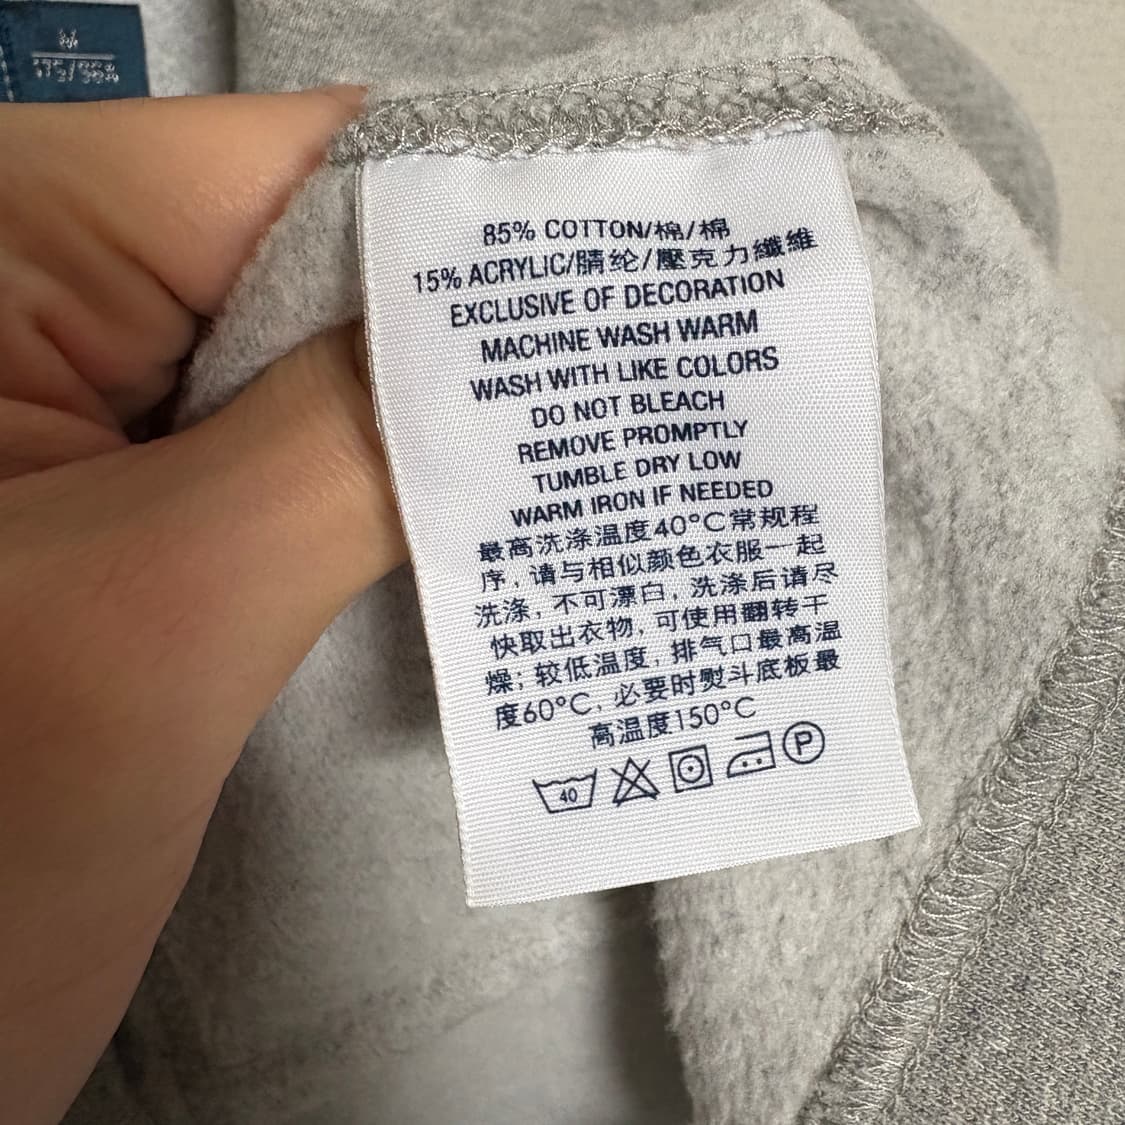 M
175/96A
85% COTTON/棉/棉
15% ACRYLIC/腈纶/壓克力纖維
EXCLUSIVE OF DECORATION
MACHINE WASH WARM
WASH WITH LIKE COLORS
DO NOT BLEACH
REMOVE PROMPTLY
TUMBLE DRY LOW
WARM IRON IF NEEDED
最高洗涤温度40°C常规程
序, 请与相似颜色衣服一起
洗涤, 不可漂白, 洗涤后请尽
快取出衣物, 可使用翻转干
燥; 较低温度, 排气口最高温
度60°C, 必要时熨斗底板最
高温度150°C
40 P